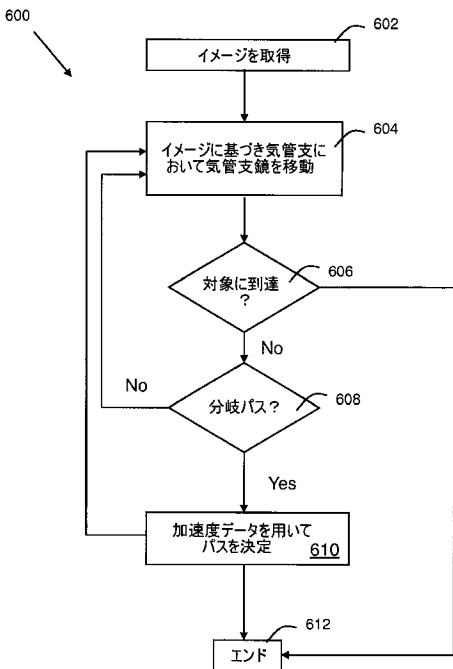 600
602
イメージを取得
604
イメージに基づき気管支に
おいて気管支鏡を移動
606
対象に到達
?
No
No
608
分岐パス?
Yes
加速度データを用いて
パスを決定
610
612
エンド